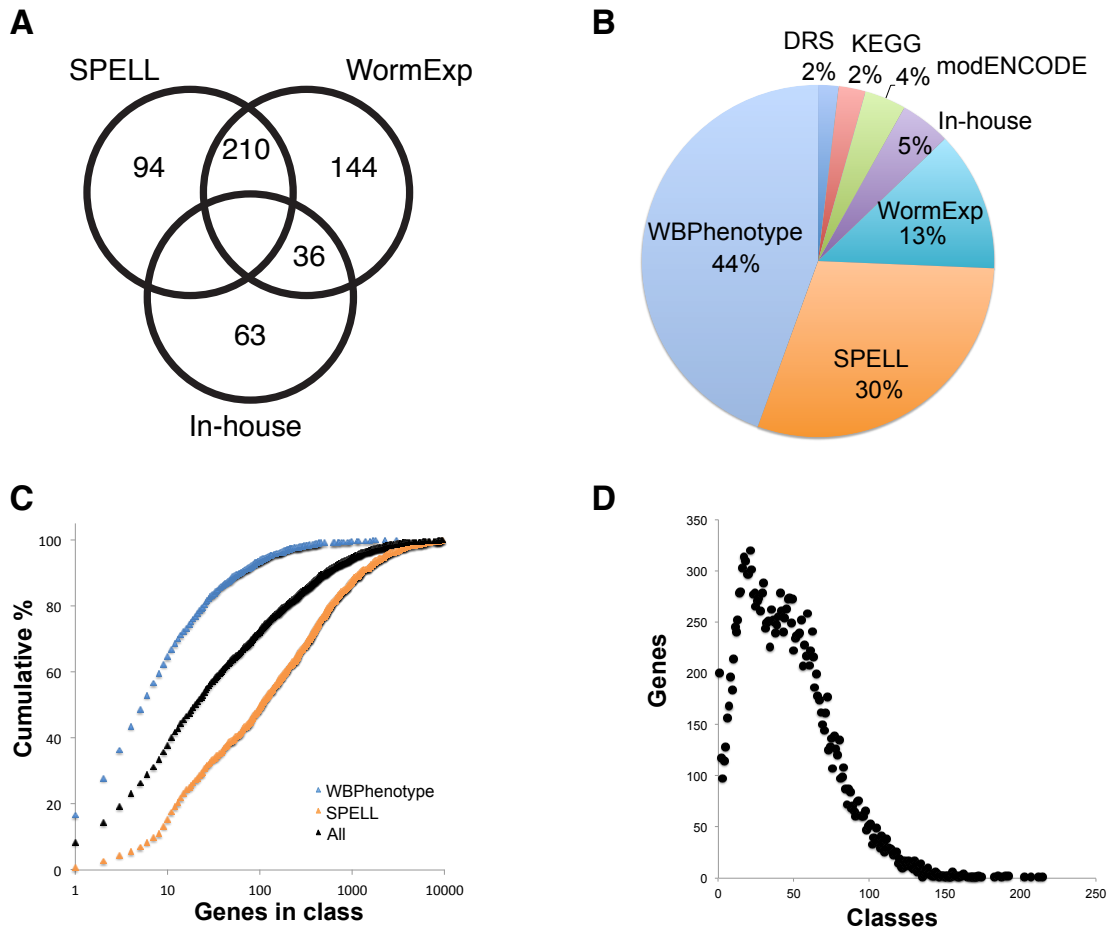 A
SPELL
WormExp
94
210
144
36
63
In-house
B
DRS
2%
KEGG
2%
modENCODE
4%
In-house
5%
WormExp
13%
WBPhenotype
44%
SPELL
30%
C
Cumulative %
100
80
60
40
20
0
WBPhenotype
SPELL
All
1
10
100
1000
10000
Genes in class
D
Genes
350
300
250
200
150
100
50
0
0
50
100
150
200
250
Classes